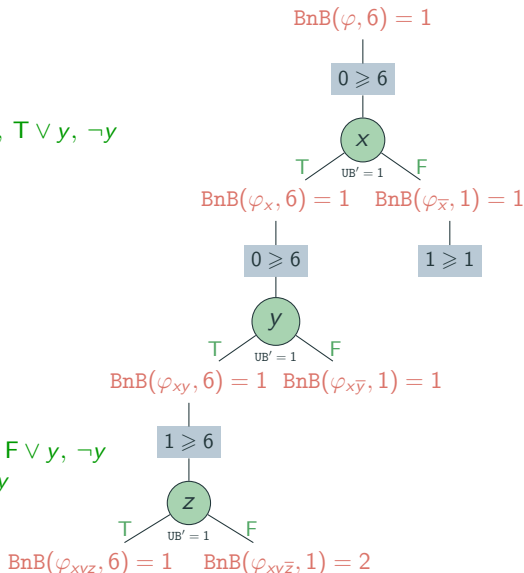 BnB(φ, 6) = 1
0 ⩾ 6
, T ∨ y, ¬y
x
T UB′ = 1 F
BnB(φ_x, 6) = 1 BnB(φ_x̅, 1) = 1
0 ⩾ 6 1 ⩾ 1
y
T UB′ = 1 F
BnB(φ_xy, 6) = 1 BnB(φ_xy̅, 1) = 1
1 ⩾ 6
F ∨ y, ¬y
y
z
T UB′ = 1 F
BnB(φ_xyz, 6) = 1 BnB(φ_xyz̅, 1) = 2